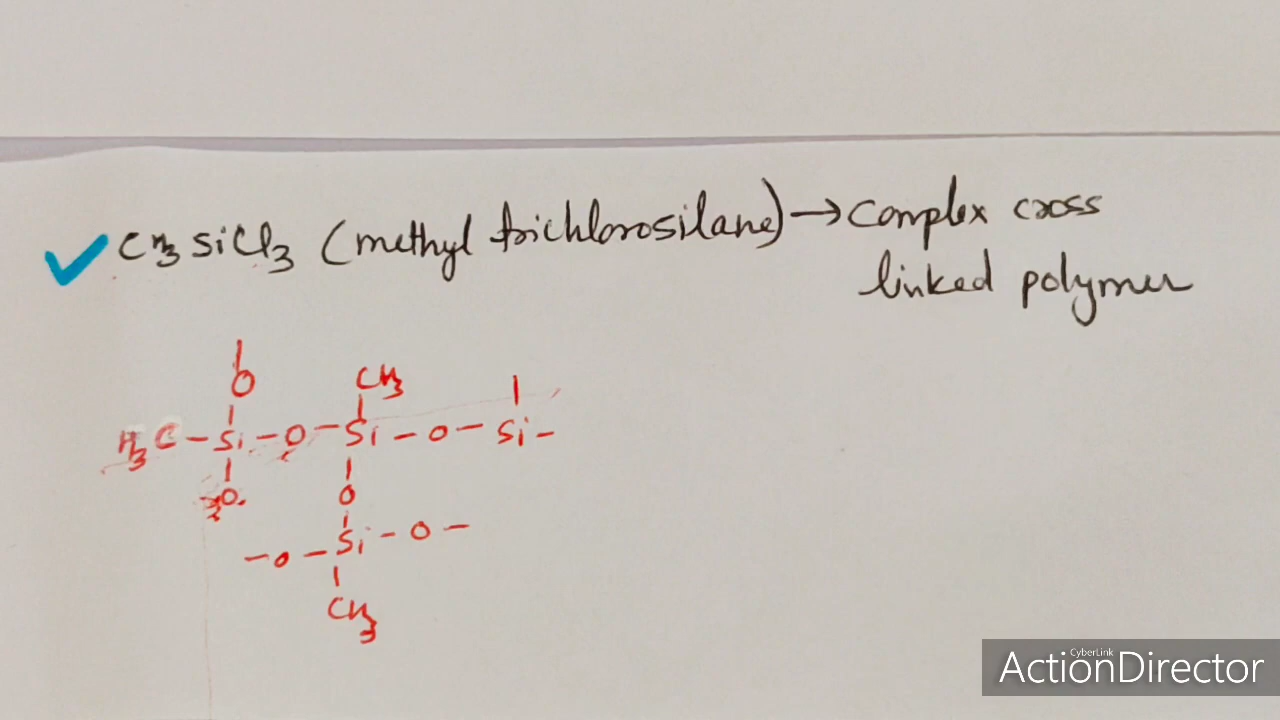 CH3SiCl3 (methyl trichlorosilane) → Complex cross
linked polymer
O CH3
H3C-Si-O-Si-O-Si-
O O
-O-Si-O-
CH3
CyberLink
ActionDirector